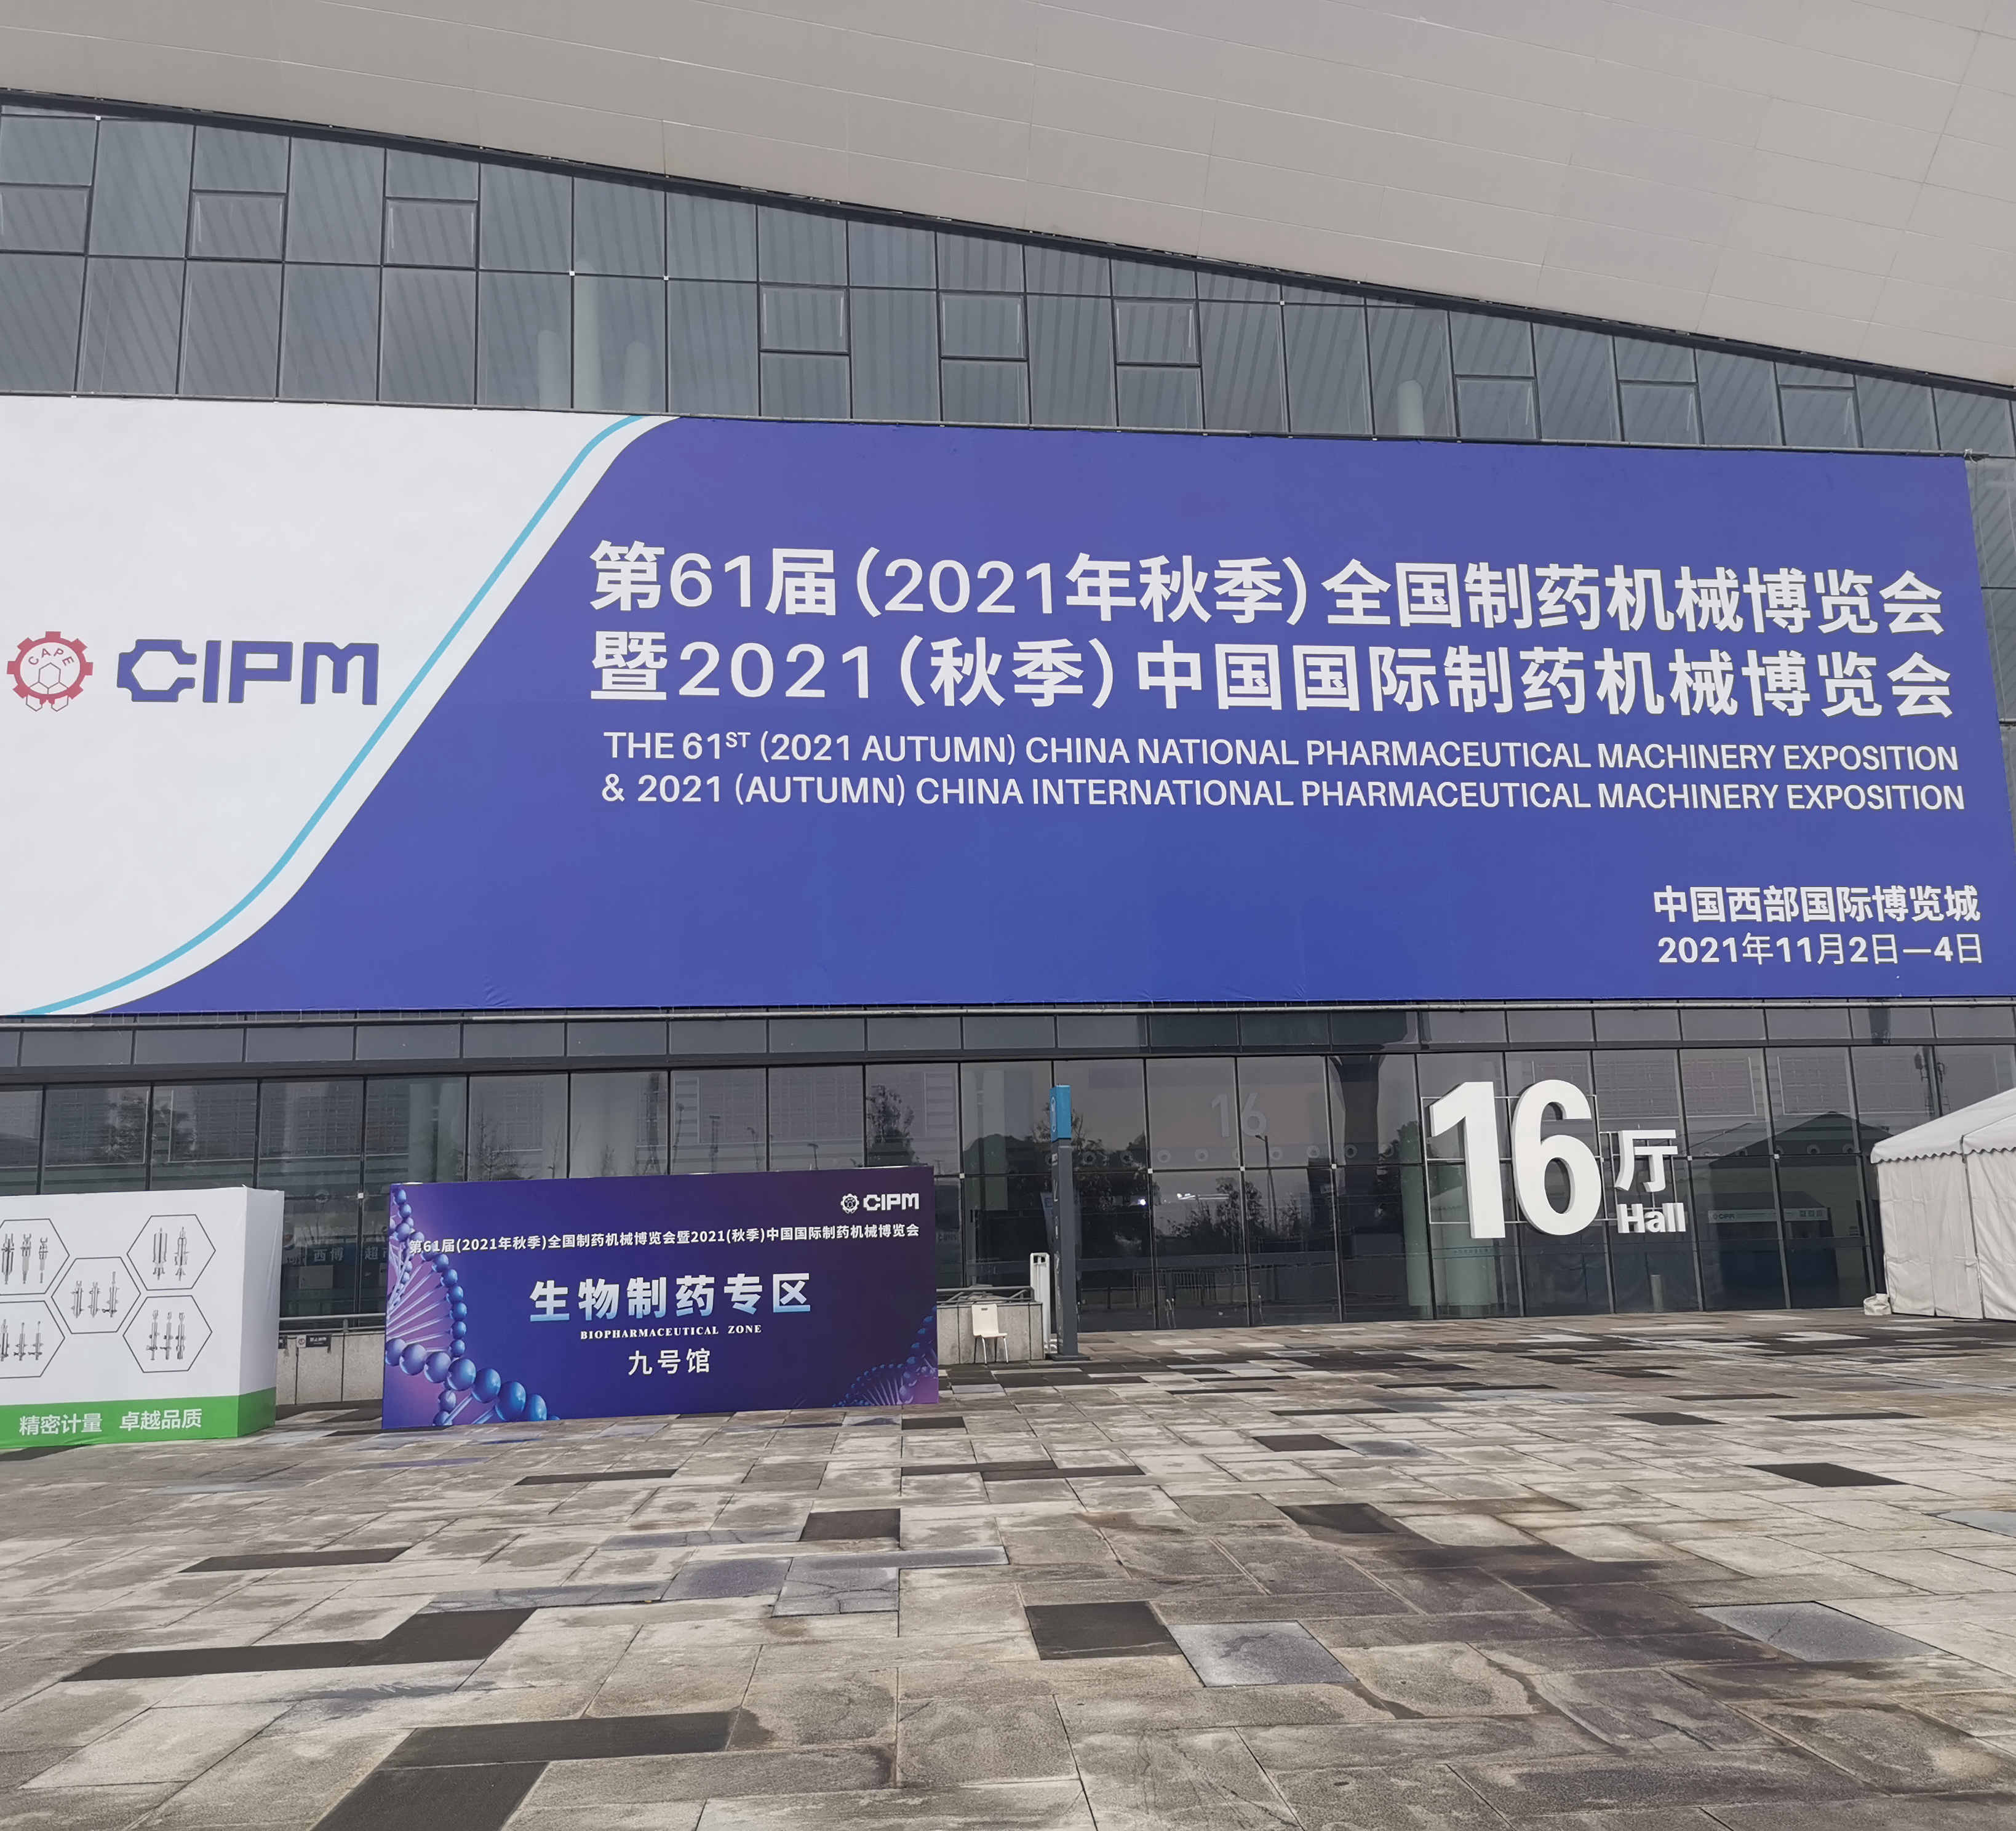 CAPE
CIPM
第61届(2021年秋季)全国制药机械博览会
暨2021(秋季)中国国际制药机械博览会
THE 61ST (2021 AUTUMN) CHINA NATIONAL PHARMACEUTICAL MACHINERY EXPOSITION
& 2021 (AUTUMN) CHINA INTERNATIONAL PHARMACEUTICAL MACHINERY EXPOSITION
中国西部国际博览城
2021年11月2日—4日
16厅
Hall
16
CIPM
第61届(2021年秋季)全国制药机械博览会暨2021(秋季)中国国际制药机械博览会
生物制药专区
BIOPHARMACEUTICAL ZONE
九号馆
西博 超
精密计量 卓越品质
CIPM